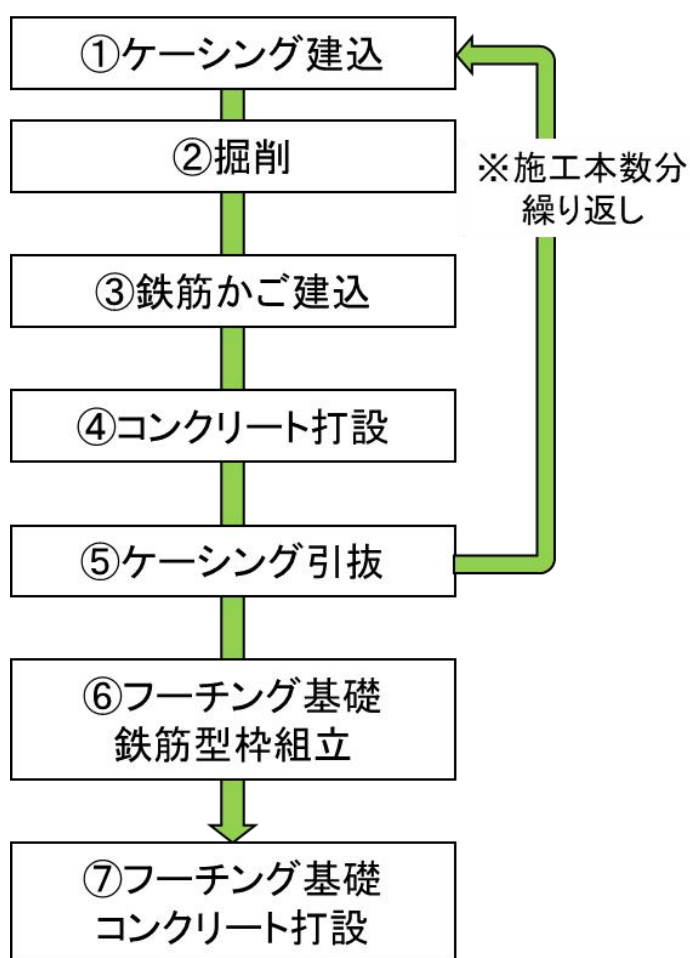 ①ケーシング建込
②掘削
※施工本数分
繰り返し
③鉄筋かご建込
④コンクリート打設
⑤ケーシング引抜
⑥フーチング基礎
鉄筋型枠組立
⑦フーチング基礎
コンクリート打設